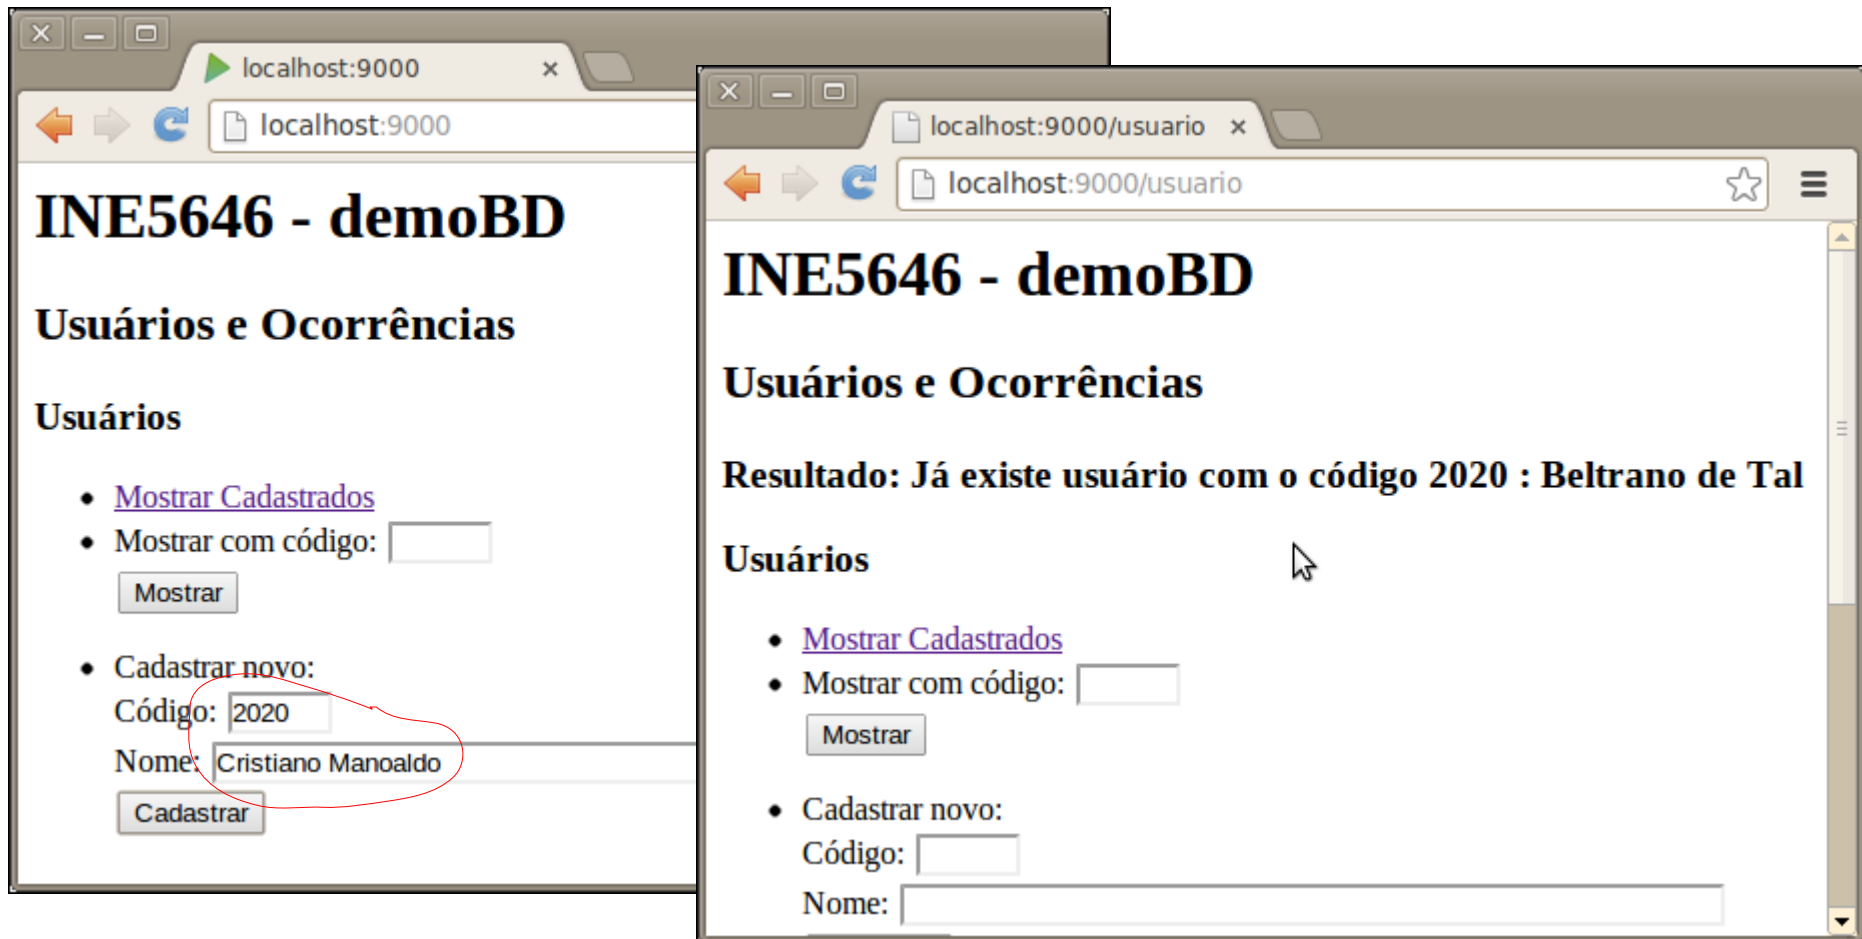 localhost:9000
localhost:9000
INE5646 - demoBD
Usuários e Ocorrências
Usuários
Mostrar Cadastrados
Mostrar com código:
Mostrar
Cadastrar novo:
Código: 2020
Nome: Cristiano Manoaldo
Cadastrar
localhost:9000/usuario
localhost:9000/usuario
INE5646 - demoBD
Usuários e Ocorrências
Resultado: Já existe usuário com o código 2020 : Beltrano de Tal
Usuários
Mostrar Cadastrados
Mostrar com código:
Mostrar
Cadastrar novo:
Código:
Nome: